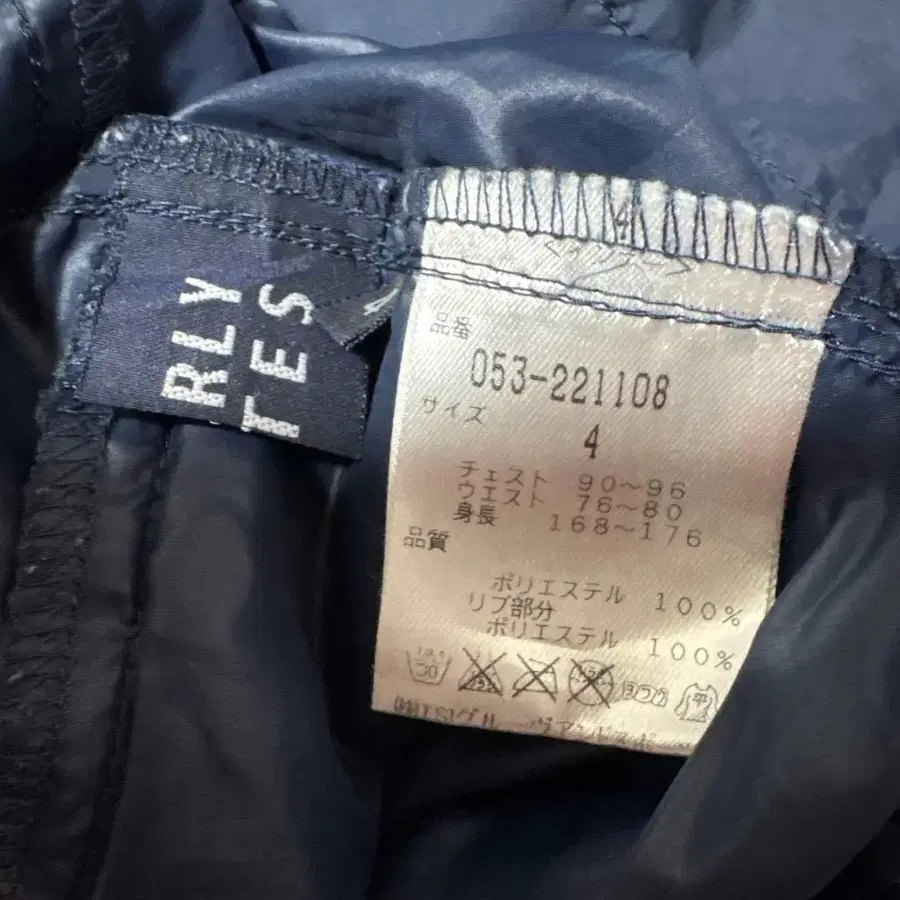 RLY
TES
4
品番
053-221108
サイズ
4
チェスト 90～96
ウエスト 76～80
身長 168～176
品質
ポリエステル 100%
リブ部分
ポリエステル 100%
平